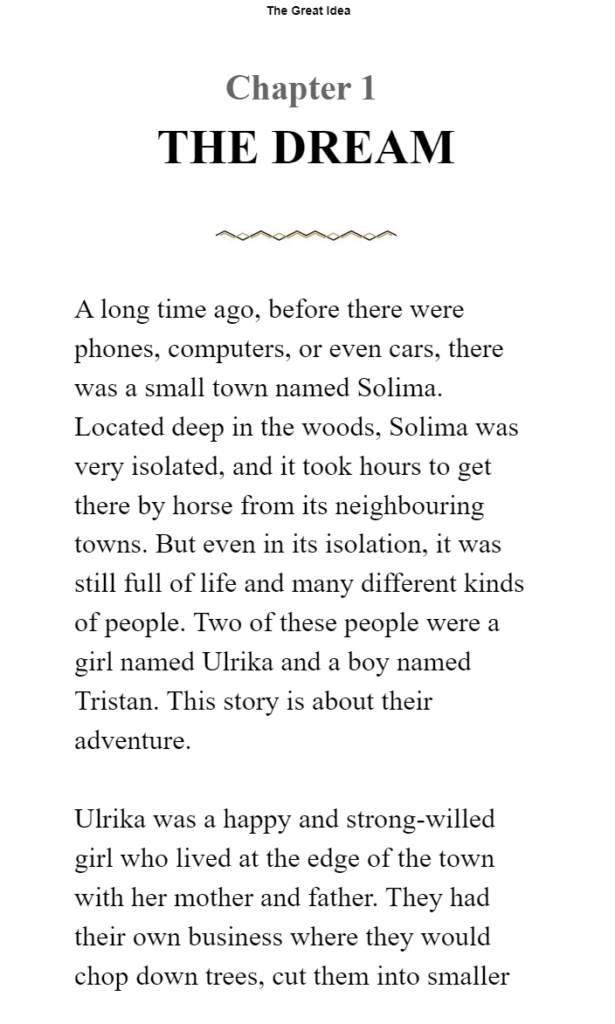 The Great Idea
Chapter 1
THE DREAM
A long time ago, before there were
phones, computers, or even cars, there
was a small town named Solima.
Located deep in the woods, Solima was
very isolated, and it took hours to get
there by horse from its neighbouring
towns. But even in its isolation, it was
still full of life and many different kinds
of people. Two of these people were a
girl named Ulrika and a boy named
Tristan. This story is about their
adventure.
Ulrika was a happy and strong-willed
girl who lived at the edge of the town
with her mother and father. They had
their own business where they would
chop down trees, cut them into smaller